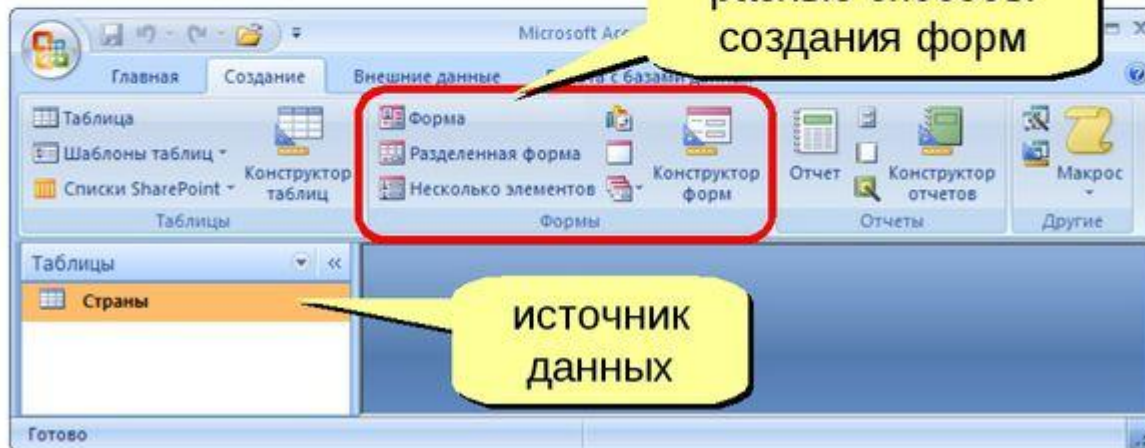 создания форм
Microsoft Acc
Главная Создание Внешние данные
Таблица
Шаблоны таблиц
Списки SharePoint
Конструктор
таблиц
Таблицы
Форма
Разделенная форма
Несколько элементов
Конструктор
форм
Формы
Отчет
Конструктор
отчетов
Отчеты
Макрос
Другие
Таблицы
Страны
источник
данных
Готово